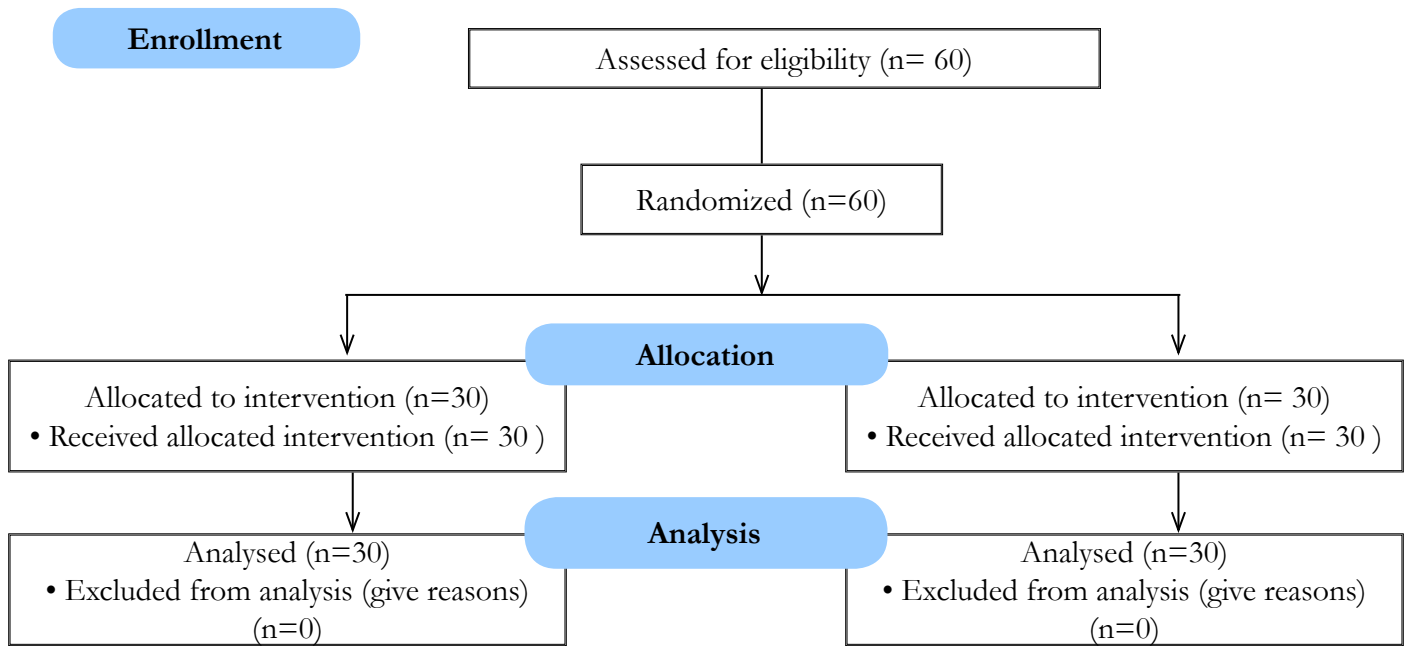 Enrollment
Assessed for eligibility (n= 60)
Randomized (n=60)
Allocation
Allocated to intervention (n=30)
• Received allocated intervention (n= 30 )
Allocated to intervention (n= 30)
• Received allocated intervention (n= 30 )
Analysis
Analysed (n=30)
• Excluded from analysis (give reasons)
(n=0)
Analysed (n=30)
• Excluded from analysis (give reasons)
(n=0)